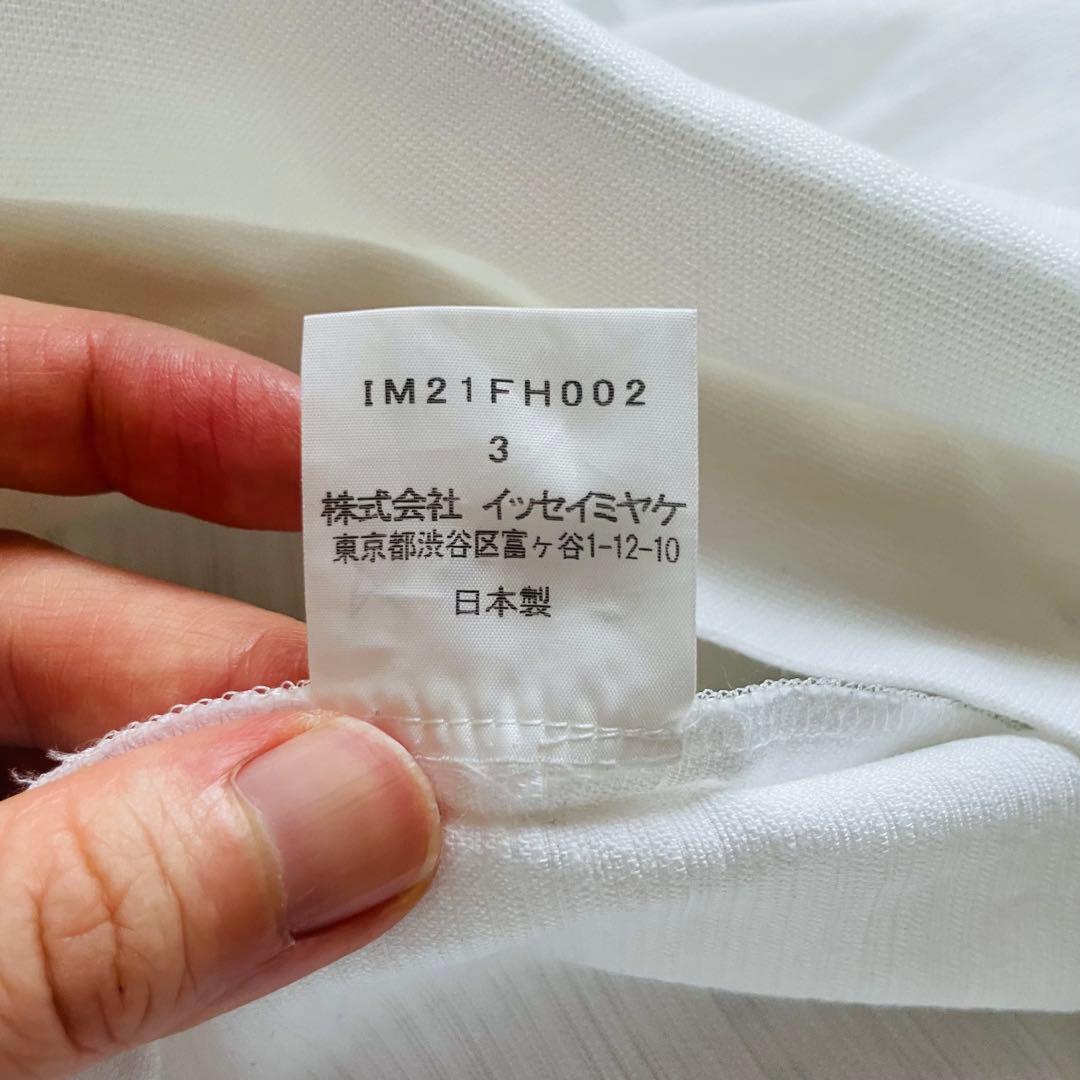 IM21FH002
3
株式会社 イッセイミヤケ
東京都渋谷区富ヶ谷1-12-10
日本製